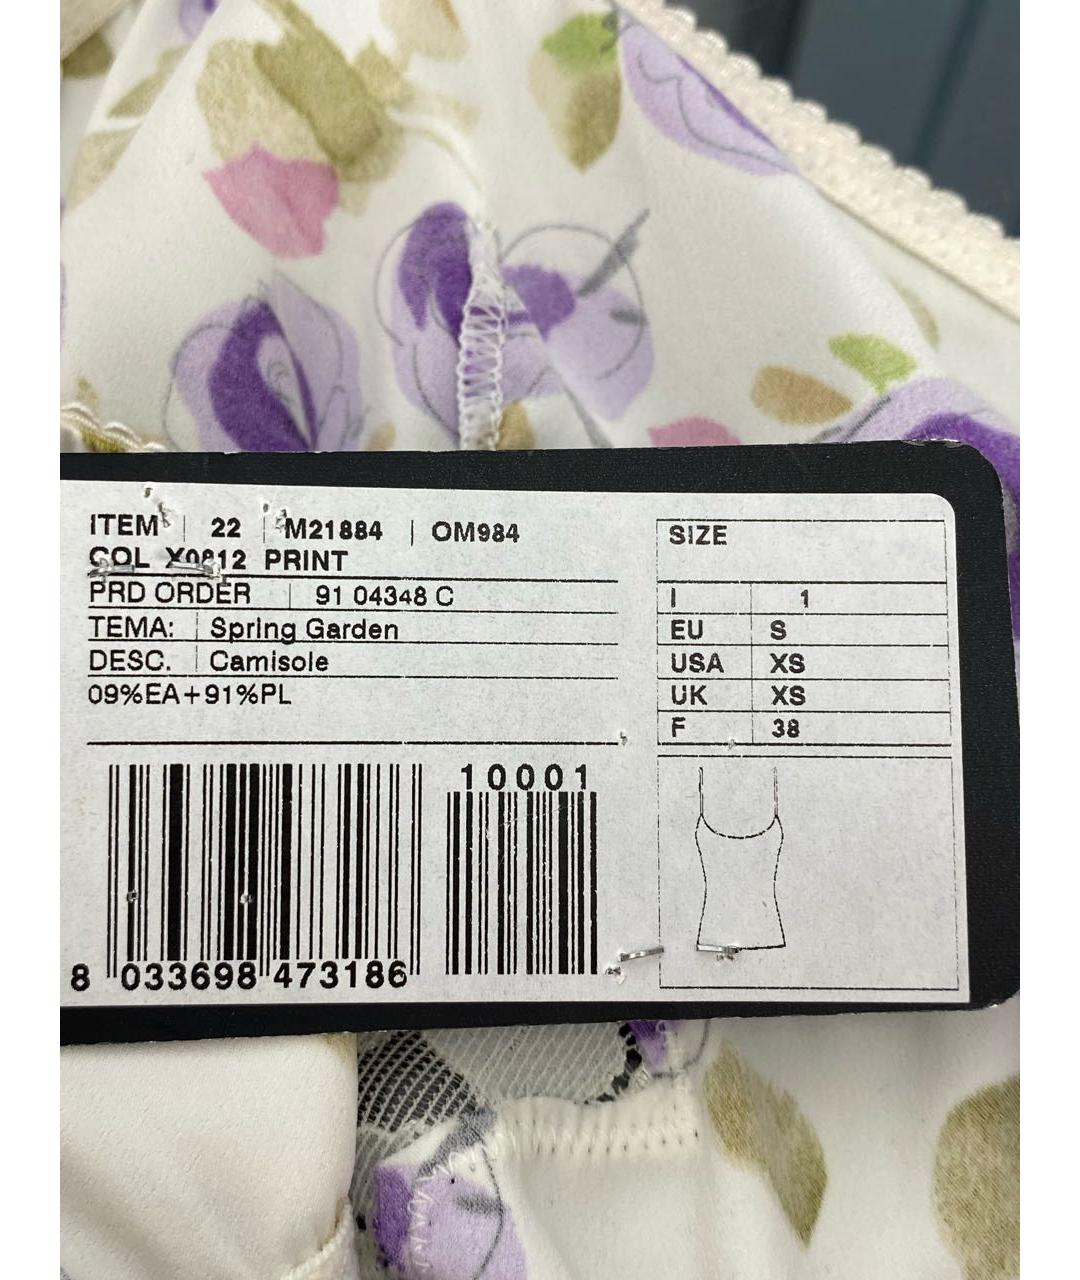 ITEM | 22 | M21884 | OM984
COL X0812 PRINT
PRD ORDER | 91 04348 C
TEMA: | Spring Garden
DESC. | Camisole
09%EA+91%PL
SIZE
I 1
EU S
USA XS
UK XS
F 38
10001
8 033698 473186